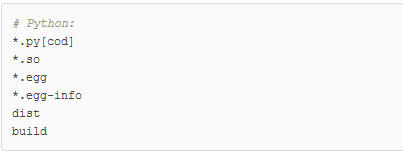 # Python:
*.py[cod]
*.so
*.egg
*.egg-info
dist
build